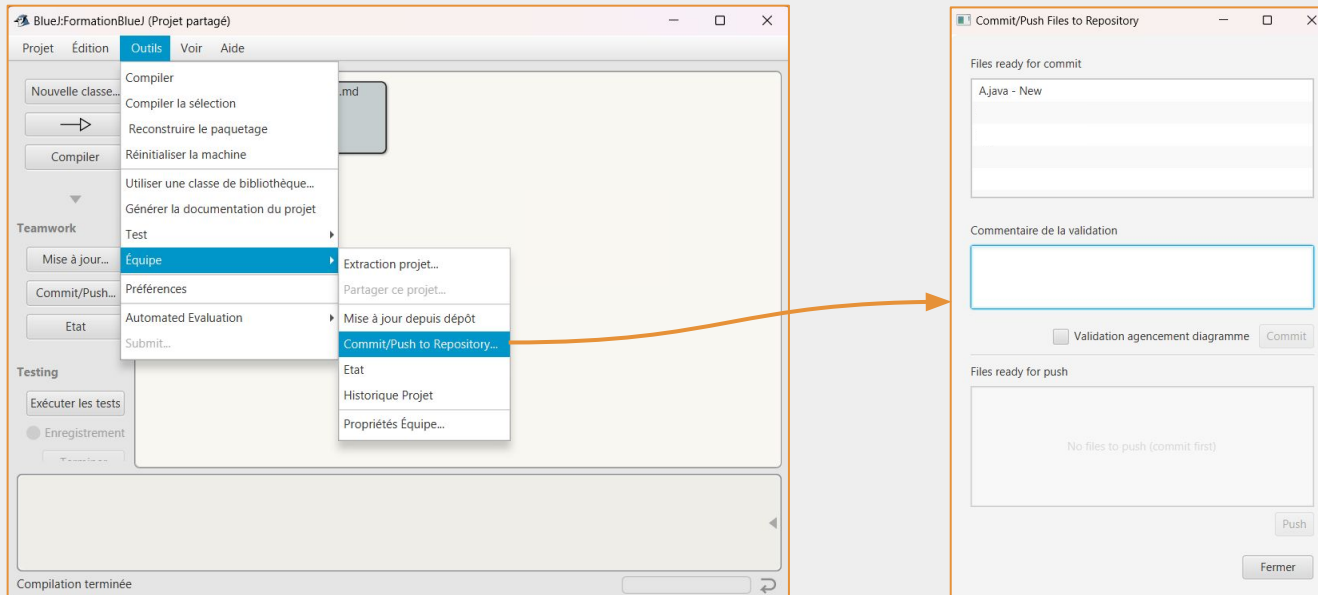 BlueJ:FormationBlueJ (Projet partagé)
Projet Édition Outils Voir Aide
Nouvelle classe...
Compiler
Teamwork
Mise à jour...
Commit/Push...
Etat
Testing
Exécuter les tests
Enregistrement
Compiler
Compiler la sélection
Reconstruire le paquetage
Réinitialiser la machine
Utiliser une classe de bibliothèque...
Générer la documentation du projet
Test
Équipe
Préférences
Automated Evaluation
Submit...
.md
Extraction projet...
Partager ce projet...
Mise à jour depuis dépôt
Commit/Push to Repository...
Etat
Historique Projet
Propriétés Équipe...
Compilation terminée
Commit/Push Files to Repository
Files ready for commit
A.java - New
Commentaire de la validation
Validation agencement diagramme Commit
Files ready for push
No files to push (commit first)
Push
Fermer